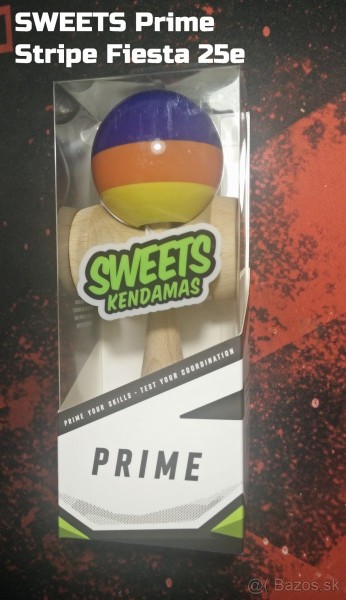 SWEETS Prime
Stripe Fiesta 25e
SWEETS
KENDAMAS
PRIME YOUR SKILLS - TEST YOUR COORDINATION
PRIME
@( Bazos.sk